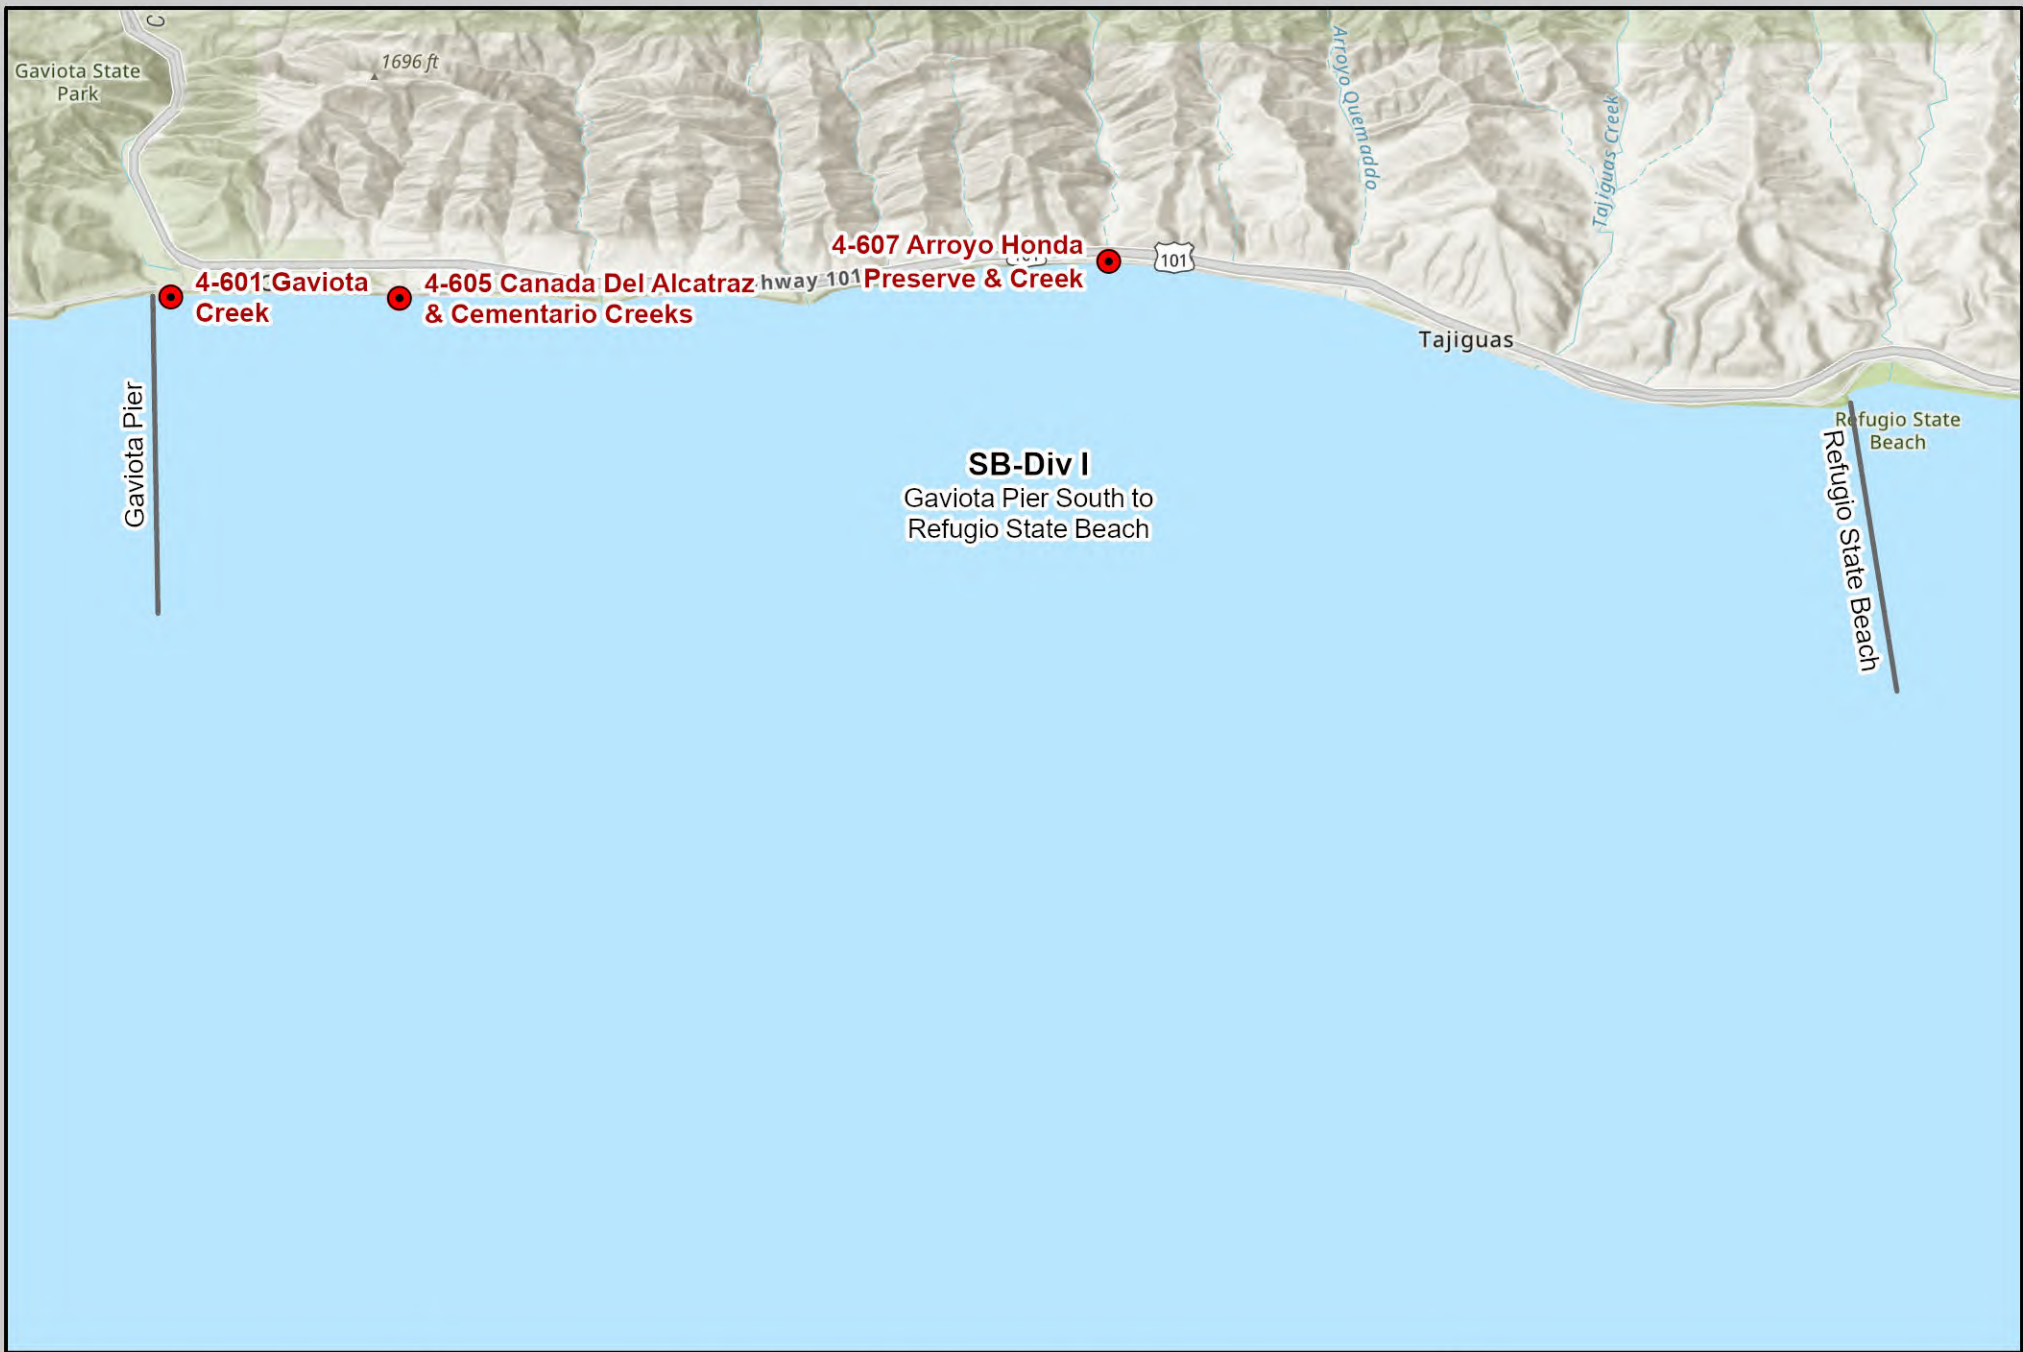 C
Gaviota State
Park
1696 ft
Arroyo Quemaddo
Tajiguas Creek
4-607 Arroyo Honda
Preserve & Creek
101
4-601 Gaviota
Creek
4-605 Canada Del Alcatraz
& Cementario Creeks
hway 101
Tajiguas
Gaviota Pier
Refugio State
Beach
Refugio State Beach
SB-Div I
Gaviota Pier South to
Refugio State Beach